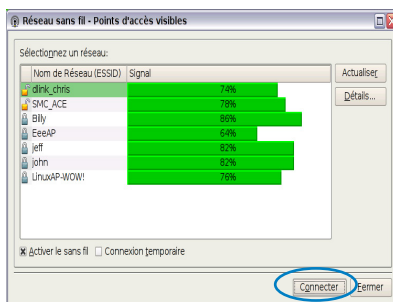 Réseau sans fil - Points d'accès visibles
Sélectionnez un réseau:
Nom de Réseau (ESSID) Signal
dlink_chris 74%
SMC_ACE 78%
Billy 86%
EeeAP 64%
jeff 82%
john 82%
LinuxAP-WOW! 76%
Actualiser
Détails...
Activer le sans fil Connexion temporaire
Connecter Fermer